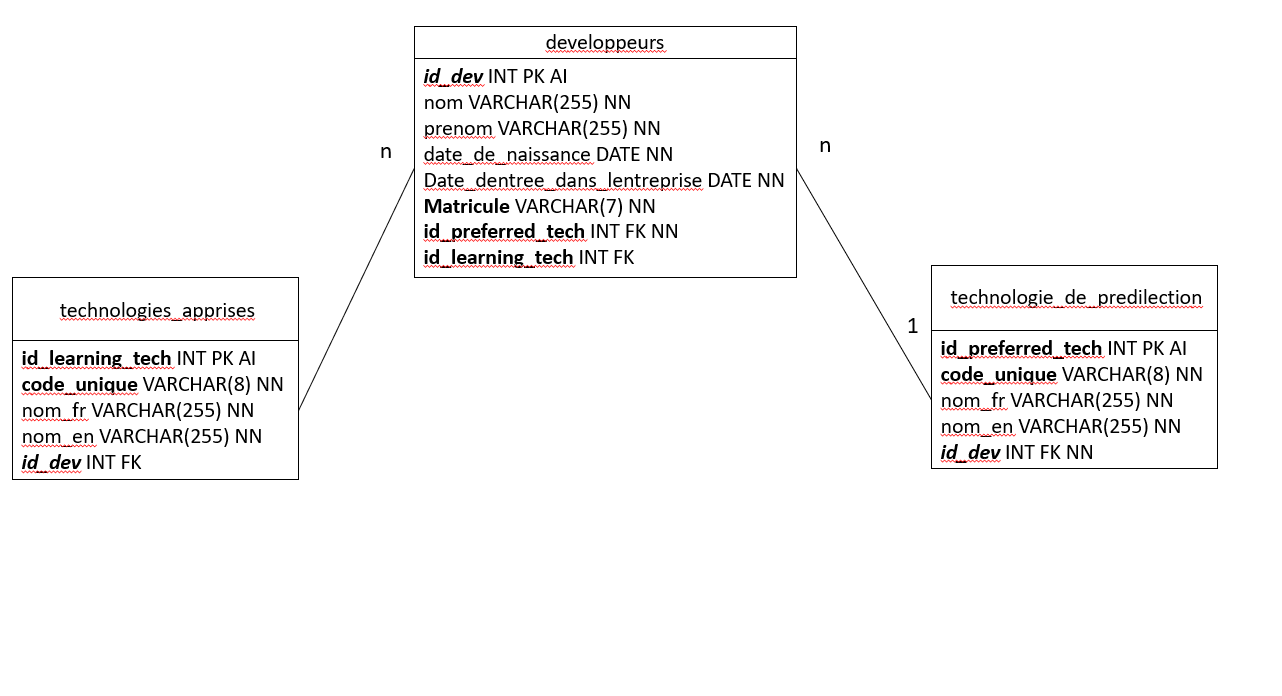 developpeurs
id_dev INT PK AI
nom VARCHAR(255) NN
prenom VARCHAR(255) NN
date_de_naissance DATE NN
Date_dentree_dans_lentreprise DATE NN
Matricule VARCHAR(7) NN
id_preferred_tech INT FK NN
id_learning_tech INT FK
n
n
technologies_apprises
id_learning_tech INT PK AI
code_unique VARCHAR(8) NN
nom_fr VARCHAR(255) NN
nom_en VARCHAR(255) NN
id_dev INT FK
1
technologie_de_predilection
id_preferred_tech INT PK AI
code_unique VARCHAR(8) NN
nom_fr VARCHAR(255) NN
nom_en VARCHAR(255) NN
id_dev INT FK NN